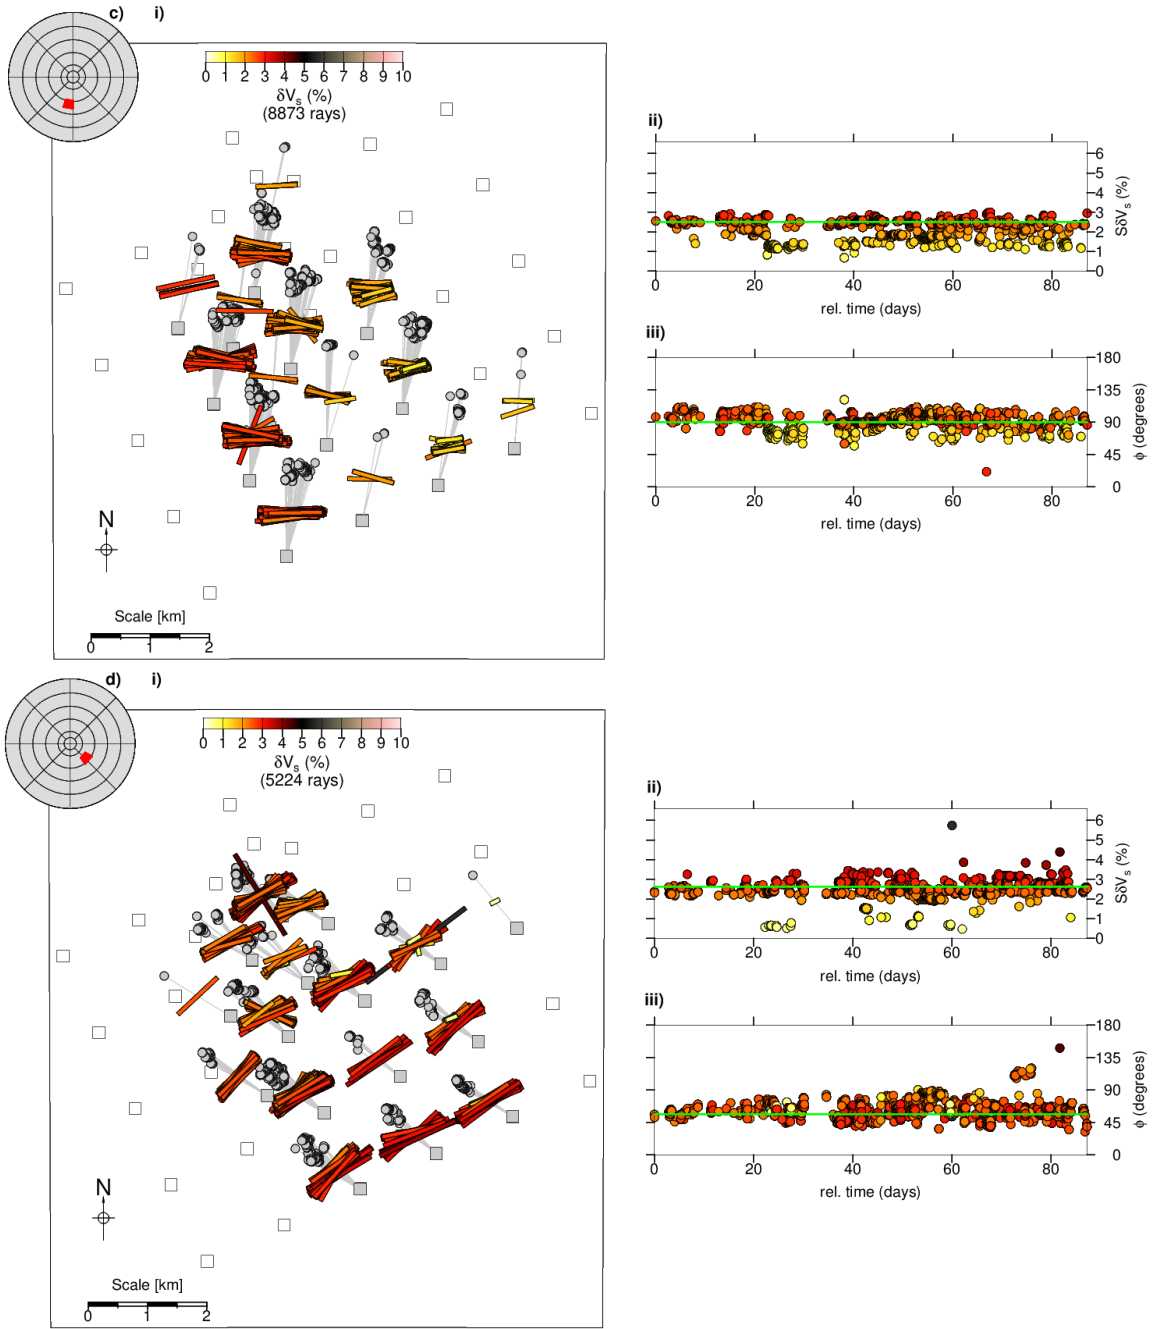 c) i)
0 1 2 3 4 5 6 7 8 9 10
δVs (%)
(8873 rays)
N
Scale [km]
0 1 2
ii)
0 1 2 3 4 5 6
SδVs (%)
0 20 40 60 80
rel. time (days)
iii)
0 45 90 135 180
ϕ (degrees)
0 20 40 60 80
rel. time (days)
d) i)
0 1 2 3 4 5 6 7 8 9 10
δVs (%)
(5224 rays)
N
Scale [km]
0 1 2
ii)
0 1 2 3 4 5 6
SδVs (%)
0 20 40 60 80
rel. time (days)
iii)
0 45 90 135 180
ϕ (degrees)
0 20 40 60 80
rel. time (days)